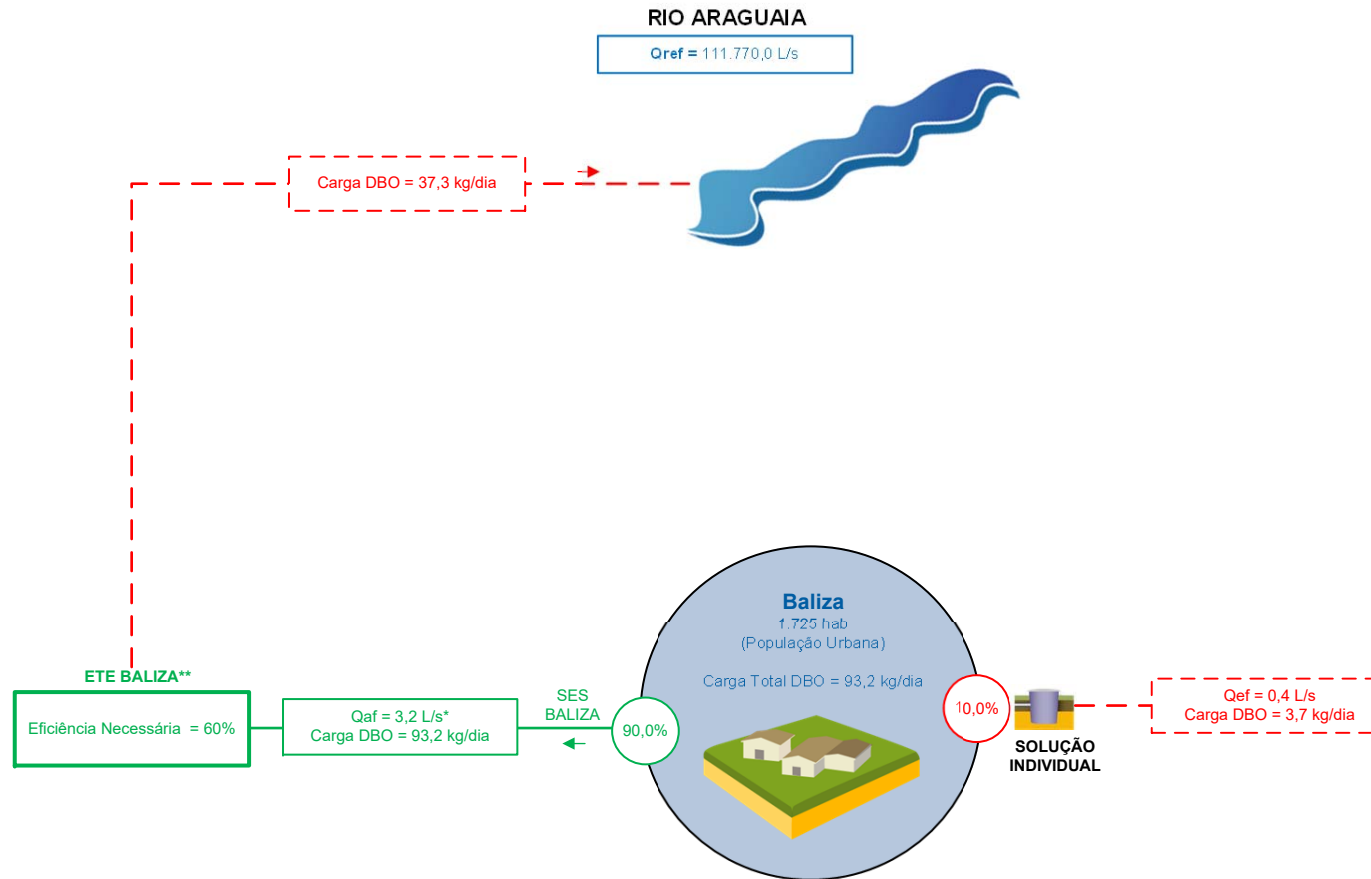 RIO ARAGUAIA
Qref = 111.770,0 L/s
Carga DBO = 37,3 kg/dia
Baliza
1.725 hab
(População Urbana)
Carga Total DBO = 93,2 kg/dia
ETE BALIZA**
Eficiência Necessária = 60%
Qaf = 3,2 L/s*
Carga DBO = 93,2 kg/dia
SES
BALIZA
90,0%
10,0%
SOLUÇÃO
INDIVIDUAL
Qef = 0,4 L/s
Carga DBO = 3,7 kg/dia